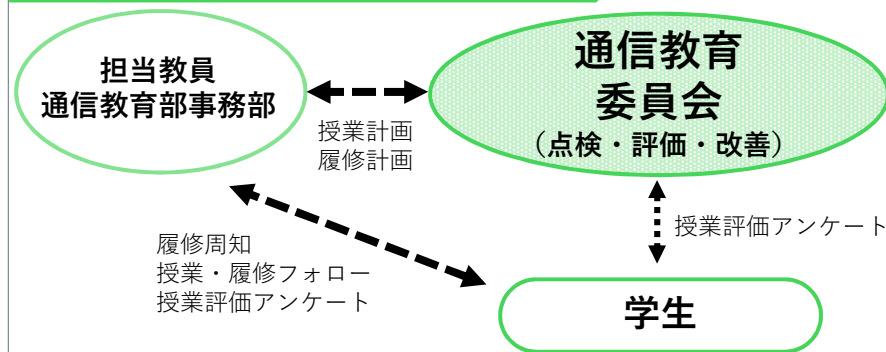 担当教員
通信教育部事務部
通信教育
委員会
（点検・評価・改善）
授業計画
履修計画
授業評価アンケート
履修周知
授業・履修フォロー
授業評価アンケート
学生